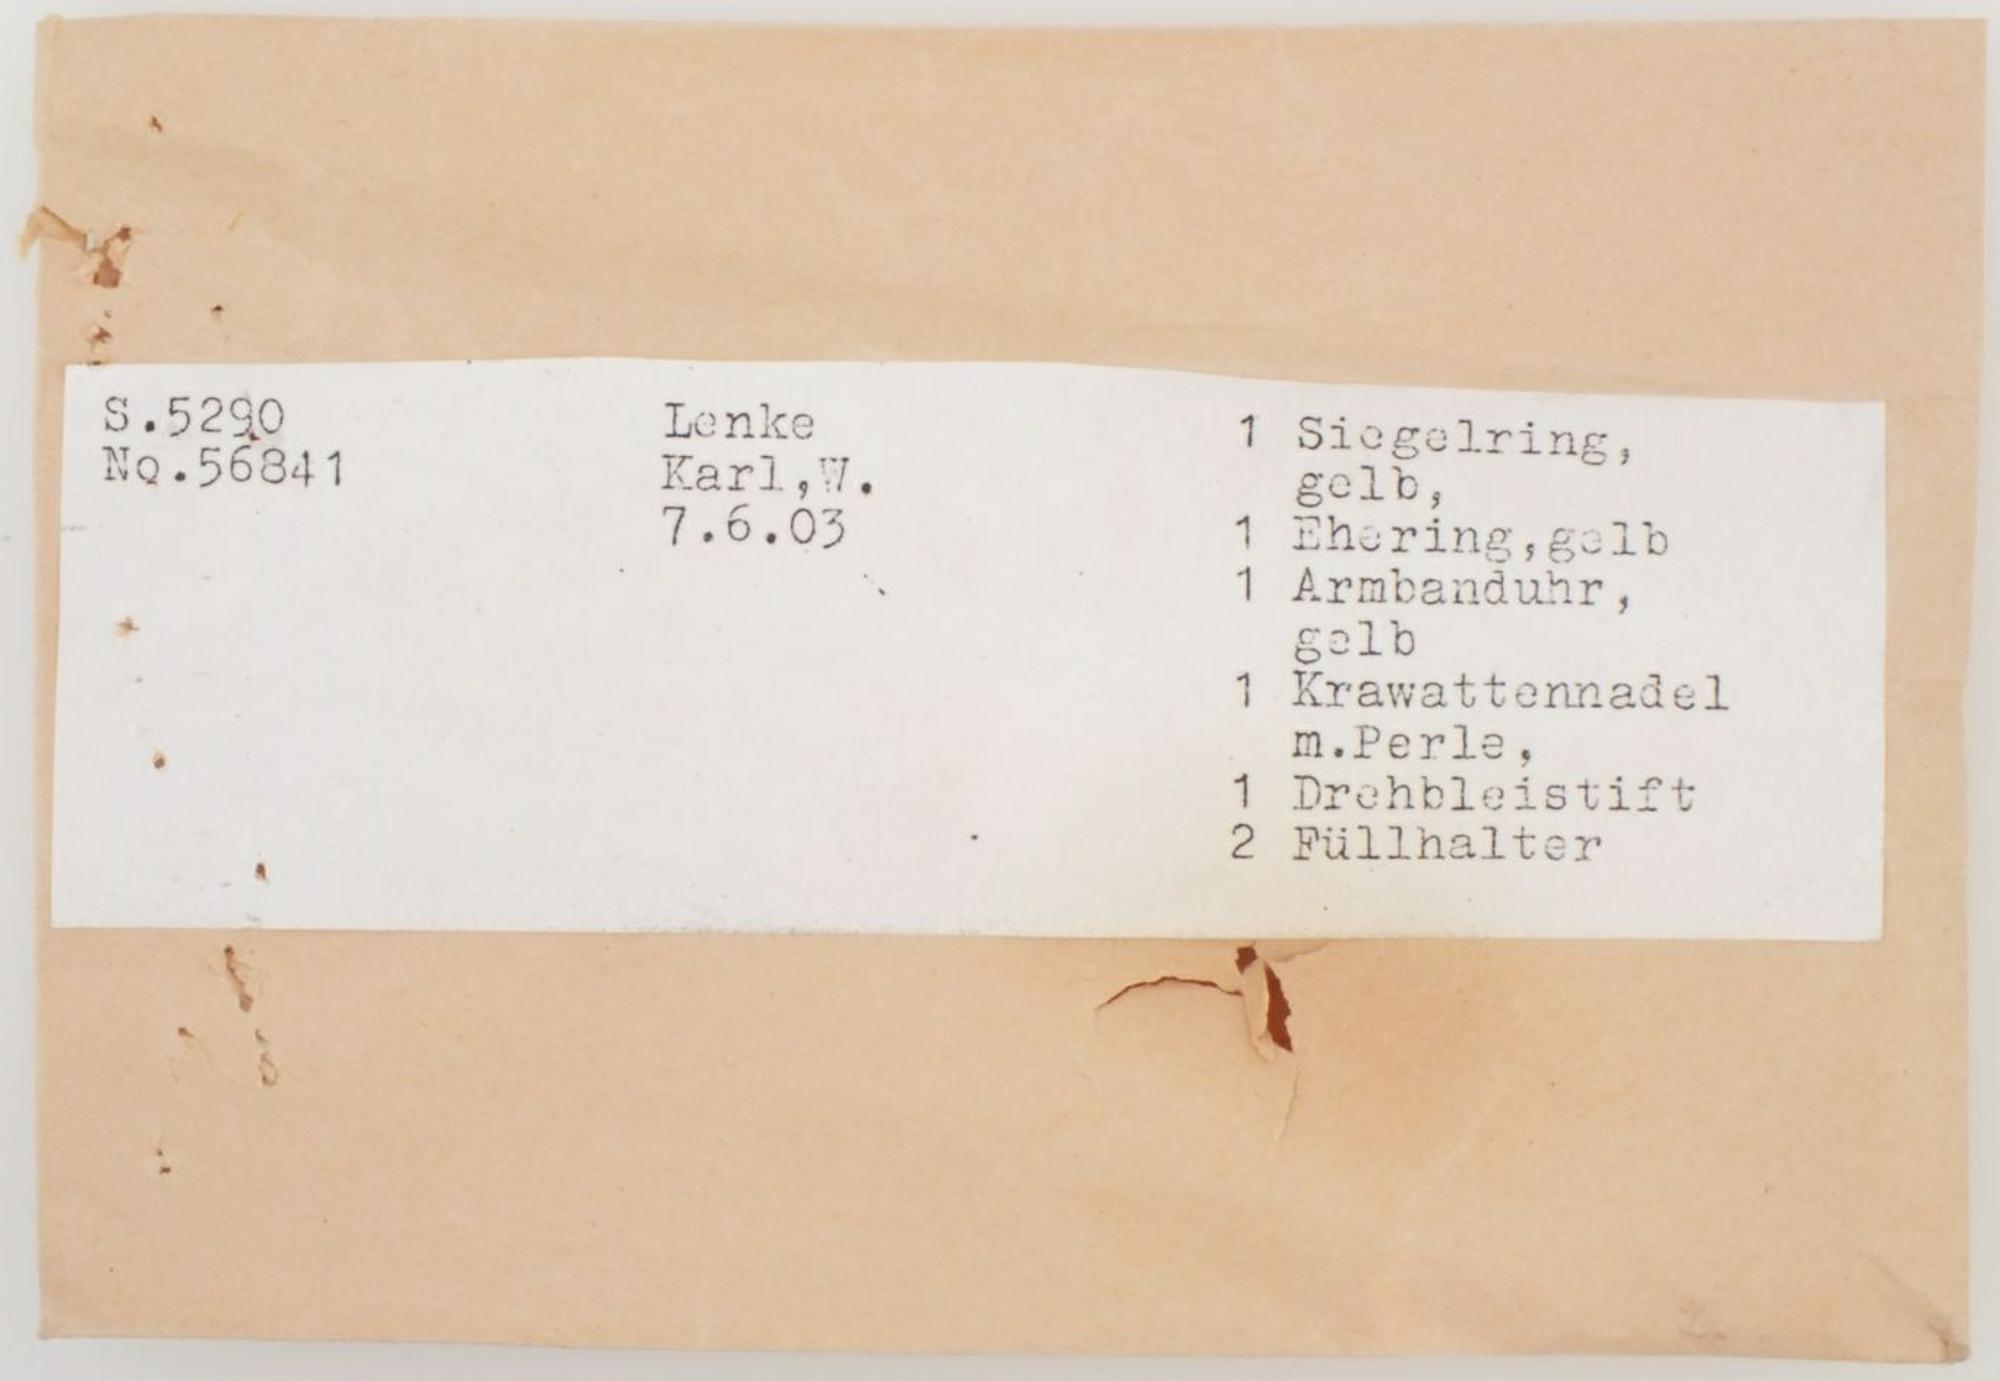 S.5290
No.56841
Lenke
Karl,W.
7.6.03
1 Siegelring,
gelb,
1 Ehering,gelb
1 Armbanduhr,
gelb
1 Krawattennadel
m.Perle,
1 Drehbleistift
2 Füllhalter